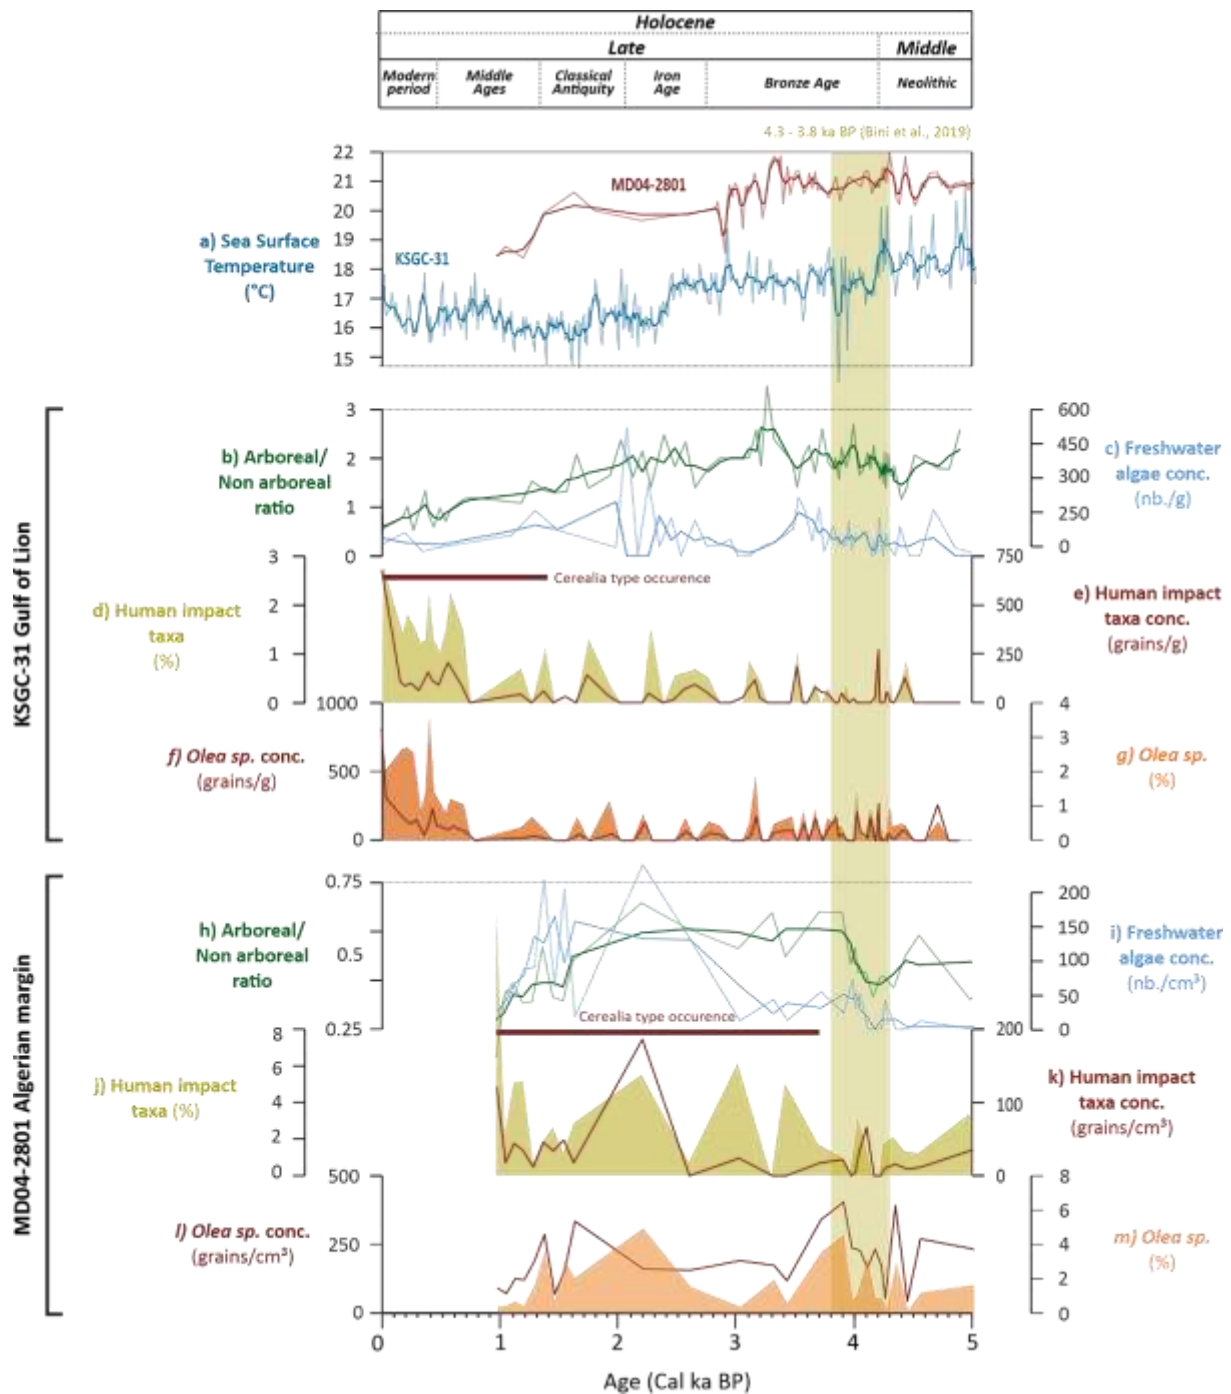 Holocene
Late
Middle
Modern period
Middle Ages
Classical Antiquity
Iron Age
Bronze Age
Neolithic
4.3 - 3.8 ka BP (Bini et al., 2019)
22
21
20
19
18
17
16
15
a) Sea Surface
Temperature
(°C)
MD04-2801
KSGC-31
KSGC-31 Gulf of Lion
b) Arboreal/
Non arboreal
ratio
3
2
1
0
600
450
300
250
0
c) Freshwater
algae conc.
(nb./g)
d) Human impact
taxa
(%)
3
2
1
0
Cerealia type occurence
750
500
250
0
e) Human impact
taxa conc.
(grains/g)
f) Olea sp. conc.
(grains/g)
1000
500
0
4
3
2
1
0
g) Olea sp.
(%)
MD04-2801 Algerian margin
h) Arboreal/
Non arboreal
ratio
0.75
0.5
0.25
200
150
100
50
0
i) Freshwater
algae conc.
(nb./cm³)
j) Human impact
taxa (%)
8
6
4
2
0
Cerealia type occurence
200
100
0
k) Human impact
taxa conc.
(grains/cm³)
l) Olea sp. conc.
(grains/cm³)
500
250
0
8
6
4
2
0
m) Olea sp.
(%)
0 1 2 3 4 5
Age (Cal ka BP)